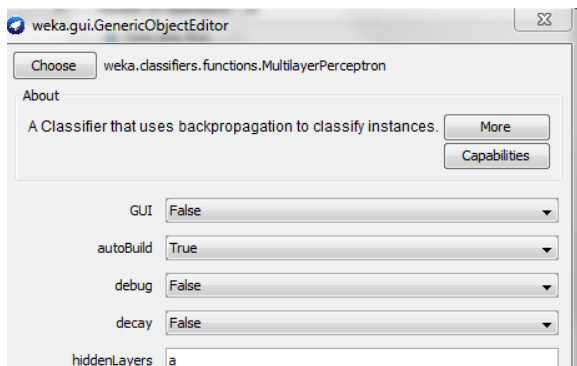 weka.gui.GenericObjectEditor
Choose weka.classifiers.functions.MultilayerPerceptron
About
A Classifier that uses backpropagation to classify instances. More
Capabilities
GUI False
autoBuild True
debug False
decay False
hiddenLayers a